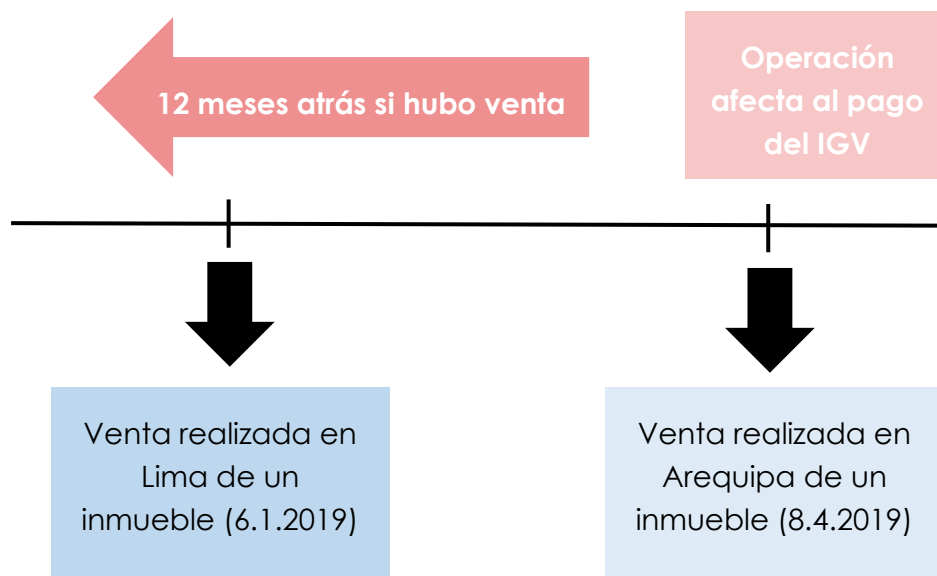 12 meses atrás si hubo venta
Operación
afecta al pago
del IGV
Venta realizada en
Lima de un
inmueble (6.1.2019)
Venta realizada en
Arequipa de un
inmueble (8.4.2019)